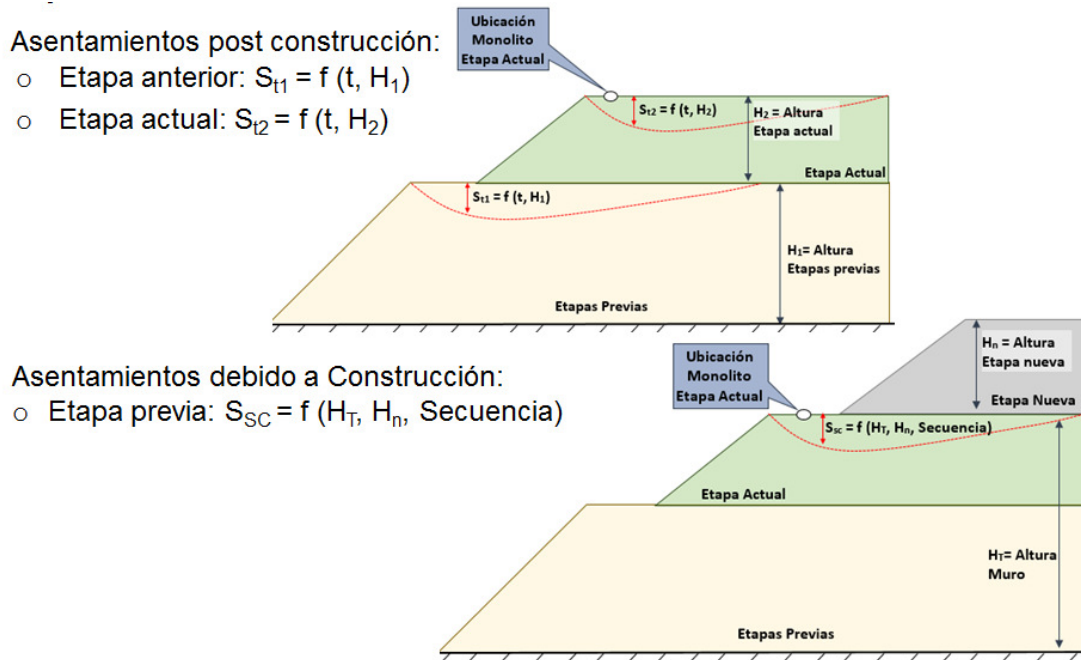 Asentamientos post construcción:
o Etapa anterior: St1 = f (t, H1)
o Etapa actual: St2 = f (t, H2)
Ubicación
Monolito
Etapa Actual
St2 = f (t, H2)
H2 = Altura
Etapa actual
Etapa Actual
St1 = f (t, H1)
H1= Altura
Etapas previas
Etapas Previas
Asentamientos debido a Construcción:
o Etapa previa: SSC = f (HT, Hn, Secuencia)
Ubicación
Monolito
Etapa Actual
Hn = Altura
Etapa nueva
Etapa Nueva
Ssc = f (HT, Hn, Secuencia)
Etapa Actual
HT= Altura
Muro
Etapas Previas